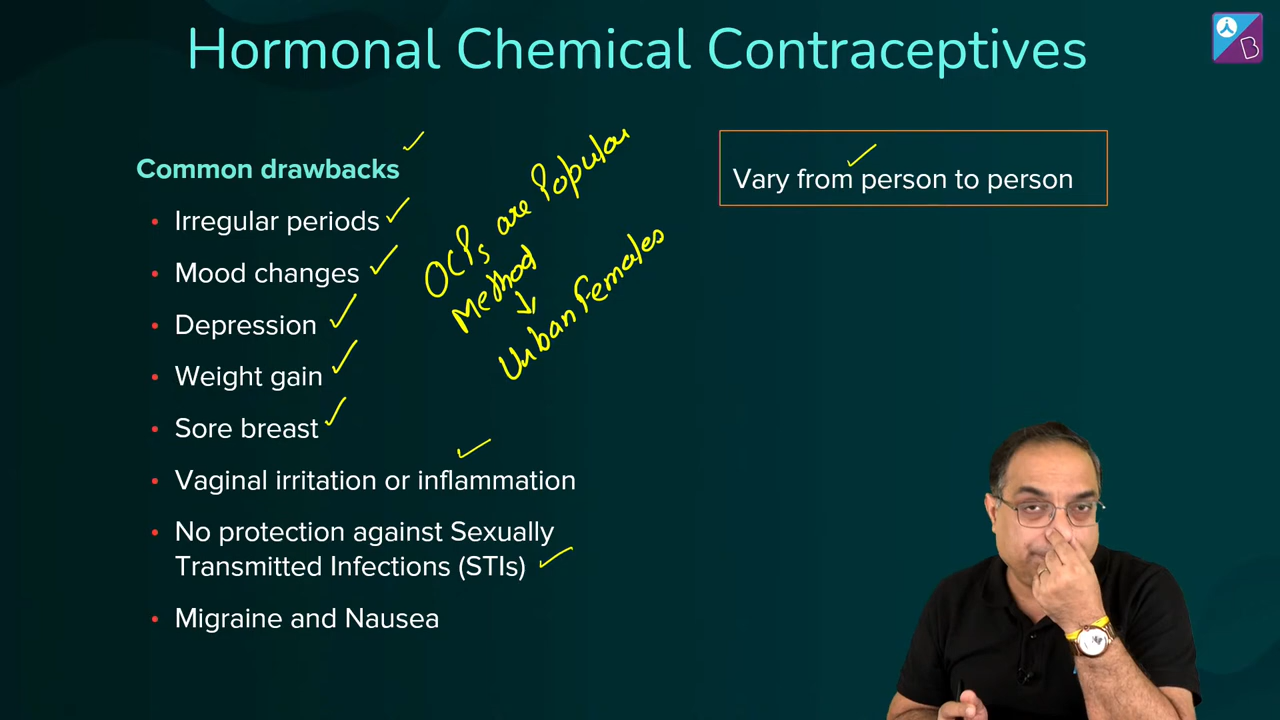 Hormonal Chemical Contraceptives
B
Common drawbacks
• Irregular periods
• Mood changes
• Depression
• Weight gain
• Sore breast
• Vaginal irritation or inflammation
• No protection against Sexually
Transmitted Infections (STIs)
• Migraine and Nausea
OCPs are Popular
Method
↓
Urban Females
Vary from person to person